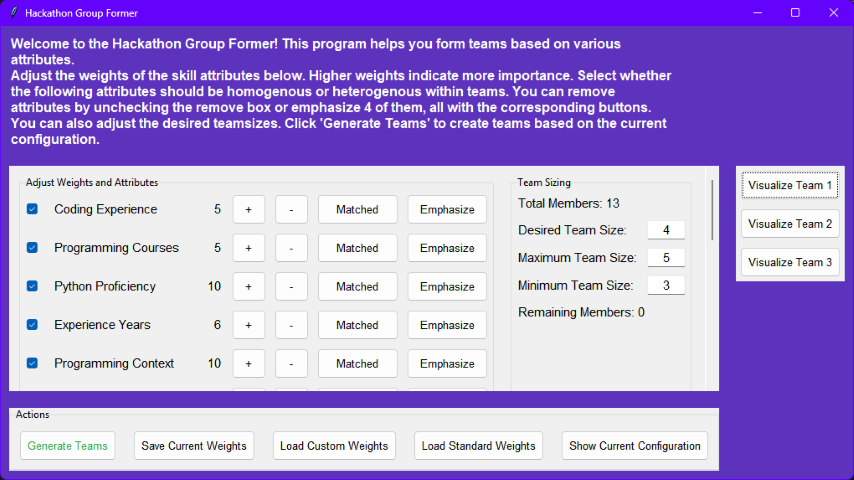 Hackathon Group Former
Welcome to the Hackathon Group Former! This program helps you form teams based on various
attributes.
Adjust the weights of the skill attributes below. Higher weights indicate more importance. Select whether
the following attributes should be homogenous or heterogenous within teams. You can remove
attributes by unchecking the remove box or emphasize 4 of them, all with the corresponding buttons.
You can also adjust the desired teamsizes. Click 'Generate Teams' to create teams based on the current
configuration.
Adjust Weights and Attributes
Coding Experience 5 + - Matched Emphasize
Programming Courses 5 + - Matched Emphasize
Python Proficiency 10 + - Matched Emphasize
Experience Years 6 + - Matched Emphasize
Programming Context 10 + - Matched Emphasize
Team Sizing
Total Members: 13
Desired Team Size: 4
Maximum Team Size: 5
Minimum Team Size: 3
Remaining Members: 0
Visualize Team 1
Visualize Team 2
Visualize Team 3
Actions
Generate Teams Save Current Weights Load Custom Weights Load Standard Weights Show Current Configuration